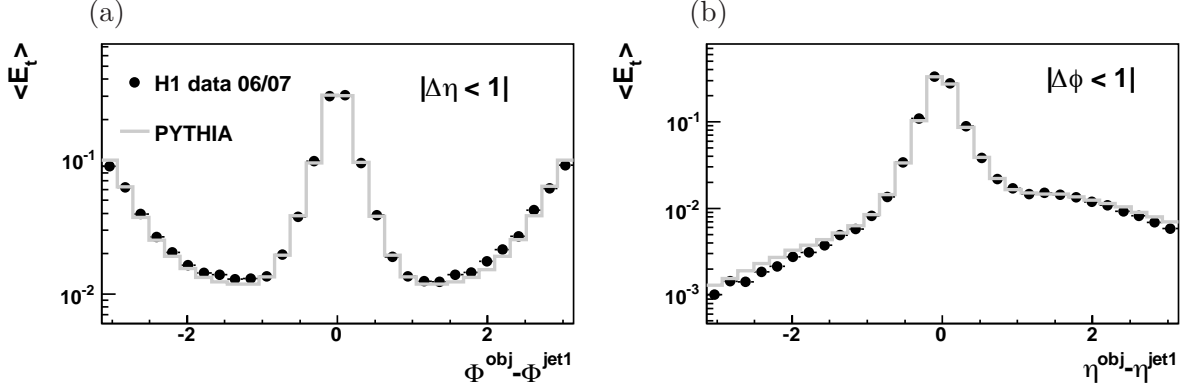 (a)
<E_t>
H1 data 06/07
PYTHIA
|Δη < 1|
10^-1
10^-2
-2 0 2
Φ^obj-Φ^jet1
(b)
<E_t>
|Δϕ < 1|
10^-1
10^-2
10^-3
-2 0 2
η^obj-η^jet1